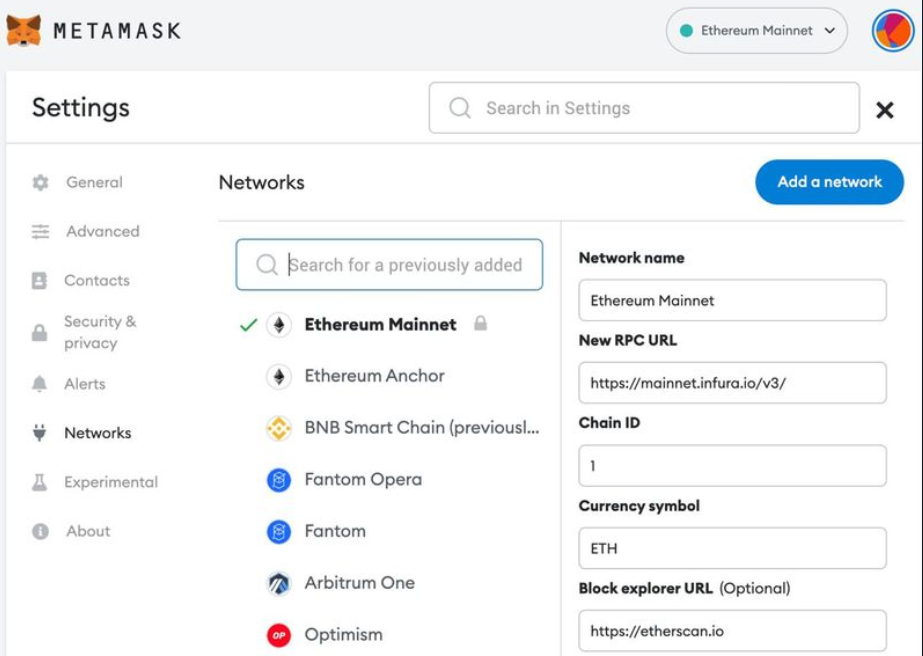 METAMASK
Ethereum Mainnet
Settings
Search in Settings
General
Advanced
Contacts
Security &
privacy
Alerts
Networks
Experimental
About
Networks
Add a network
Search for a previously added
Ethereum Mainnet
Ethereum Anchor
BNB Smart Chain (previousl...
Fantom Opera
Fantom
Arbitrum One
OP
Optimism
Network name
Ethereum Mainnet
New RPC URL
https://mainnet.infura.io/v3/
Chain ID
1
Currency symbol
ETH
Block explorer URL (Optional)
https://etherscan.io